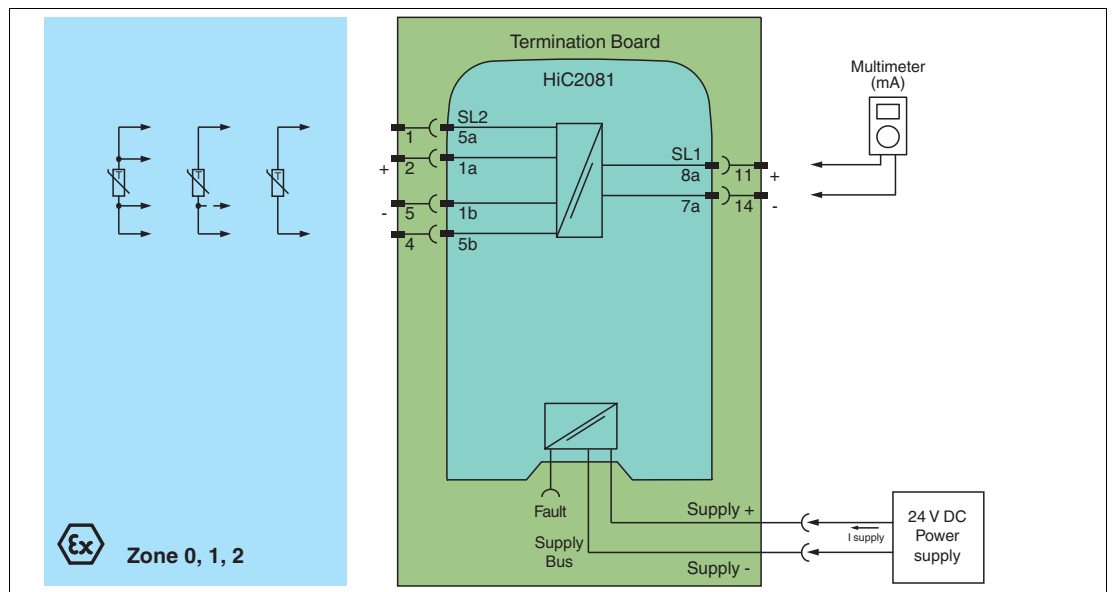 Termination Board
HiC2081
Multimeter
(mA)
T
T
T
SL2
1
5a
+
2
1a
-
5
1b
4
5b
SL1
8a
11
+
7a
14
-
Fault
Supply
Bus
Supply +
Supply -
I supply
24 V DC
Power
supply
Ex
Zone 0, 1, 2